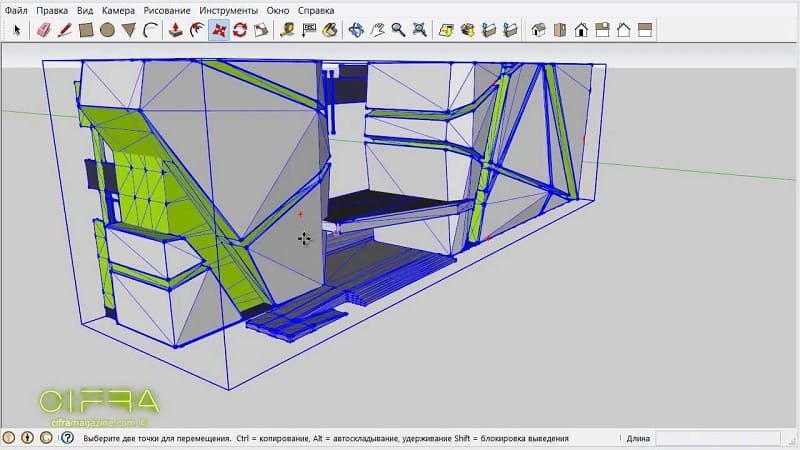 Файл Правка Вид Камера Рисование Инструменты Окно Справка
CIFRA
ciframagazine.com ©
Выберите две точки для перемещения. Ctrl = копирование, Alt = автоскладывание, удерживание Shift = блокировка выведения
Длина